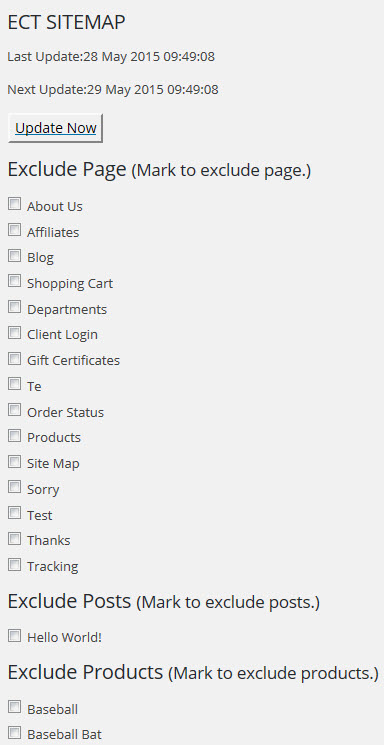 ECT SITEMAP
Last Update:28 May 2015 09:49:08
Next Update:29 May 2015 09:49:08
Update Now
Exclude Page (Mark to exclude page.)
About Us
Affiliates
Blog
Shopping Cart
Departments
Client Login
Gift Certificates
Te
Order Status
Products
Site Map
Sorry
Test
Thanks
Tracking
Exclude Posts (Mark to exclude posts.)
Hello World!
Exclude Products (Mark to exclude products.)
Baseball
Baseball Bat